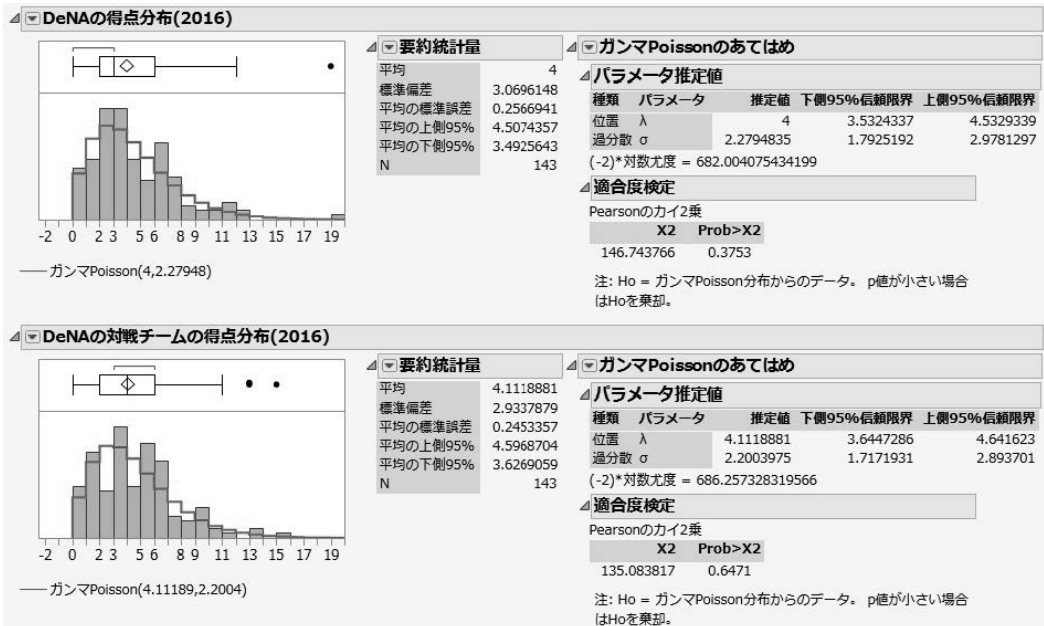 DeNAの得点分布(2016)
-2 0 2 3 5 6 8 9 11 13 15 17 19
ガンマPoisson(4,2.27948)
要約統計量
平均 4
標準偏差 3.0696148
平均の標準誤差 0.2566941
平均の上側95% 4.5074357
平均の下側95% 3.4925643
N 143
ガンマPoissonのあてはめ
パラメータ推定値
種類 パラメータ 推定値 下側95%信頼限界 上側95%信頼限界
位置 λ 4 3.5324337 4.5329339
過分散 σ 2.2794835 1.7925192 2.9781297
(-2)*対数尤度 = 682.004075434199
適合度検定
Pearsonのカイ2乗
X2 Prob>X2
146.743766 0.3753
注: Ho = ガンマPoisson分布からのデータ。 p値が小さい場合
はHoを棄却。
DeNAの対戦チームの得点分布(2016)
-2 0 2 3 5 6 8 9 11 13 15 17 19
ガンマPoisson(4.11189,2.2004)
要約統計量
平均 4.1118881
標準偏差 2.9337879
平均の標準誤差 0.2453357
平均の上側95% 4.5968704
平均の下側95% 3.6269059
N 143
ガンマPoissonのあてはめ
パラメータ推定値
種類 パラメータ 推定値 下側95%信頼限界 上側95%信頼限界
位置 λ 4.1118881 3.6447286 4.641623
過分散 σ 2.2003975 1.7171931 2.893701
(-2)*対数尤度 = 686.257328319566
適合度検定
Pearsonのカイ2乗
X2 Prob>X2
135.083817 0.6471
注: Ho = ガンマPoisson分布からのデータ。 p値が小さい場合
はHoを棄却。